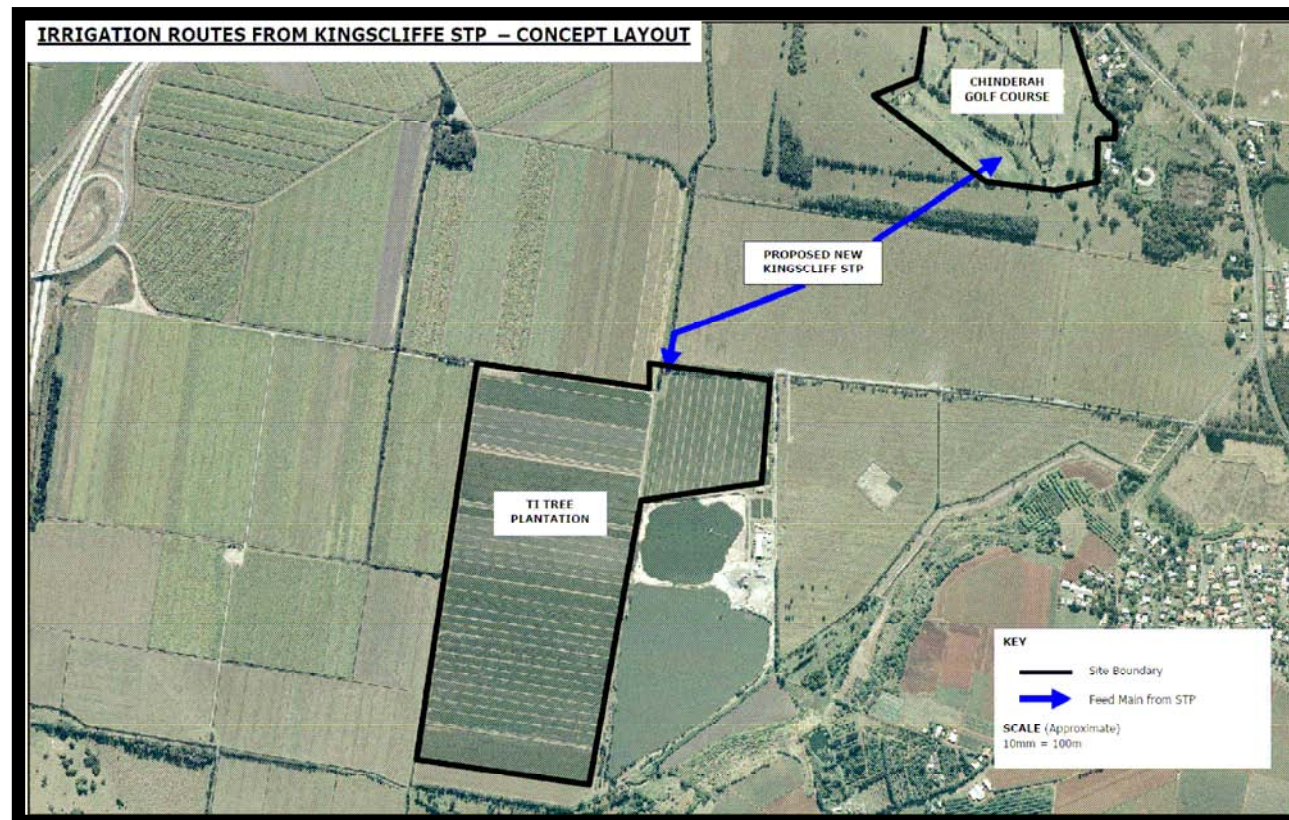 IRRIGATION ROUTES FROM KINGSCLIFFE STP – CONCEPT LAYOUT
CHINDERAH
GOLF COURSE
PROPOSED NEW
KINGSCLIFF STP
TI TREE
PLANTATION
KEY
Site Boundary
Feed Main from STP
SCALE (Approximate)
10mm = 100m